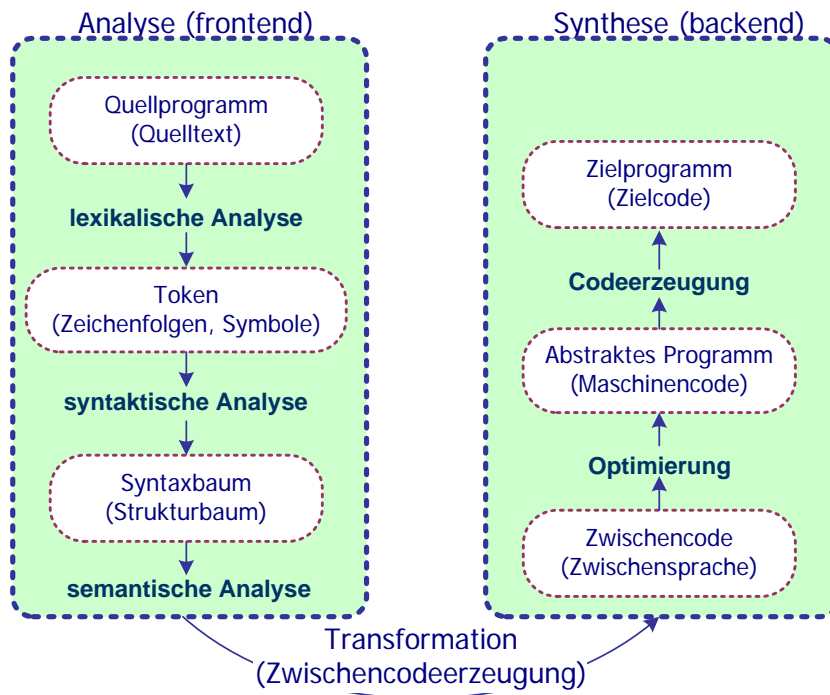 Analyse (frontend)
Quellprogramm
(Quelltext)
lexikalische Analyse
Token
(Zeichenfolgen, Symbole)
syntaktische Analyse
Syntaxbaum
(Strukturbaum)
semantische Analyse
Synthese (backend)
Zielprogramm
(Zielcode)
Codeerzeugung
Abstraktes Programm
(Maschinencode)
Optimierung
Zwischencode
(Zwischensprache)
Transformation
(Zwischencodeerzeugung)